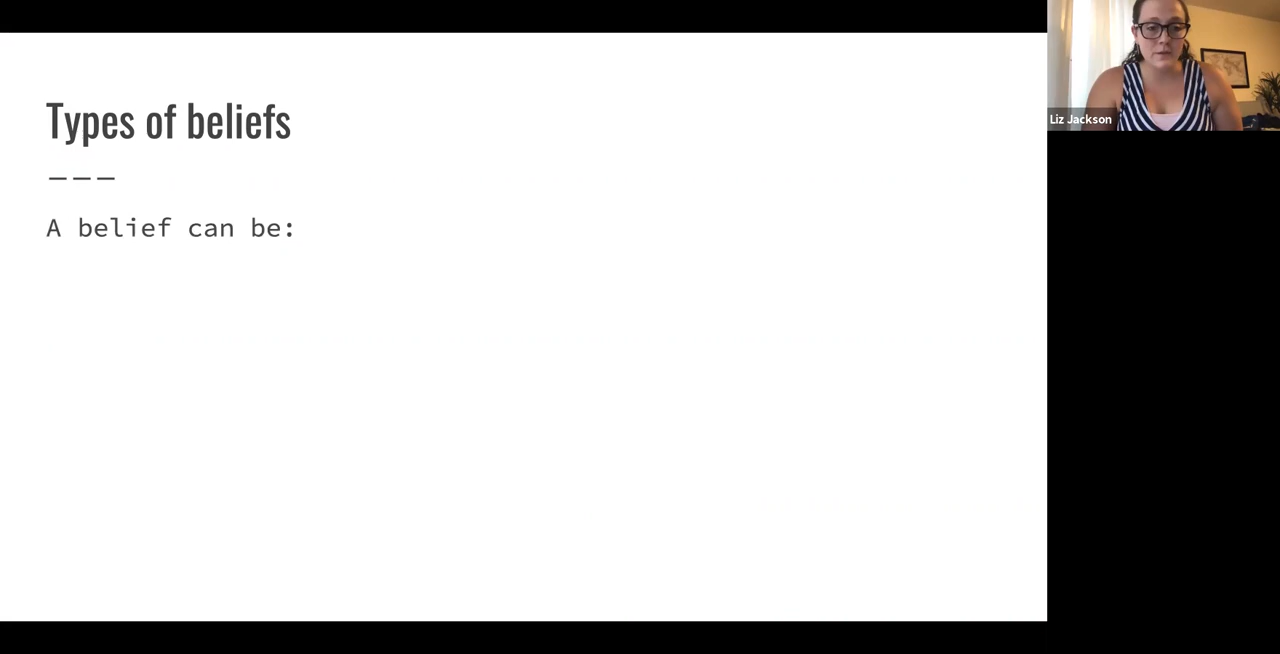 Types of beliefs
———
A belief can be:
Liz Jackson